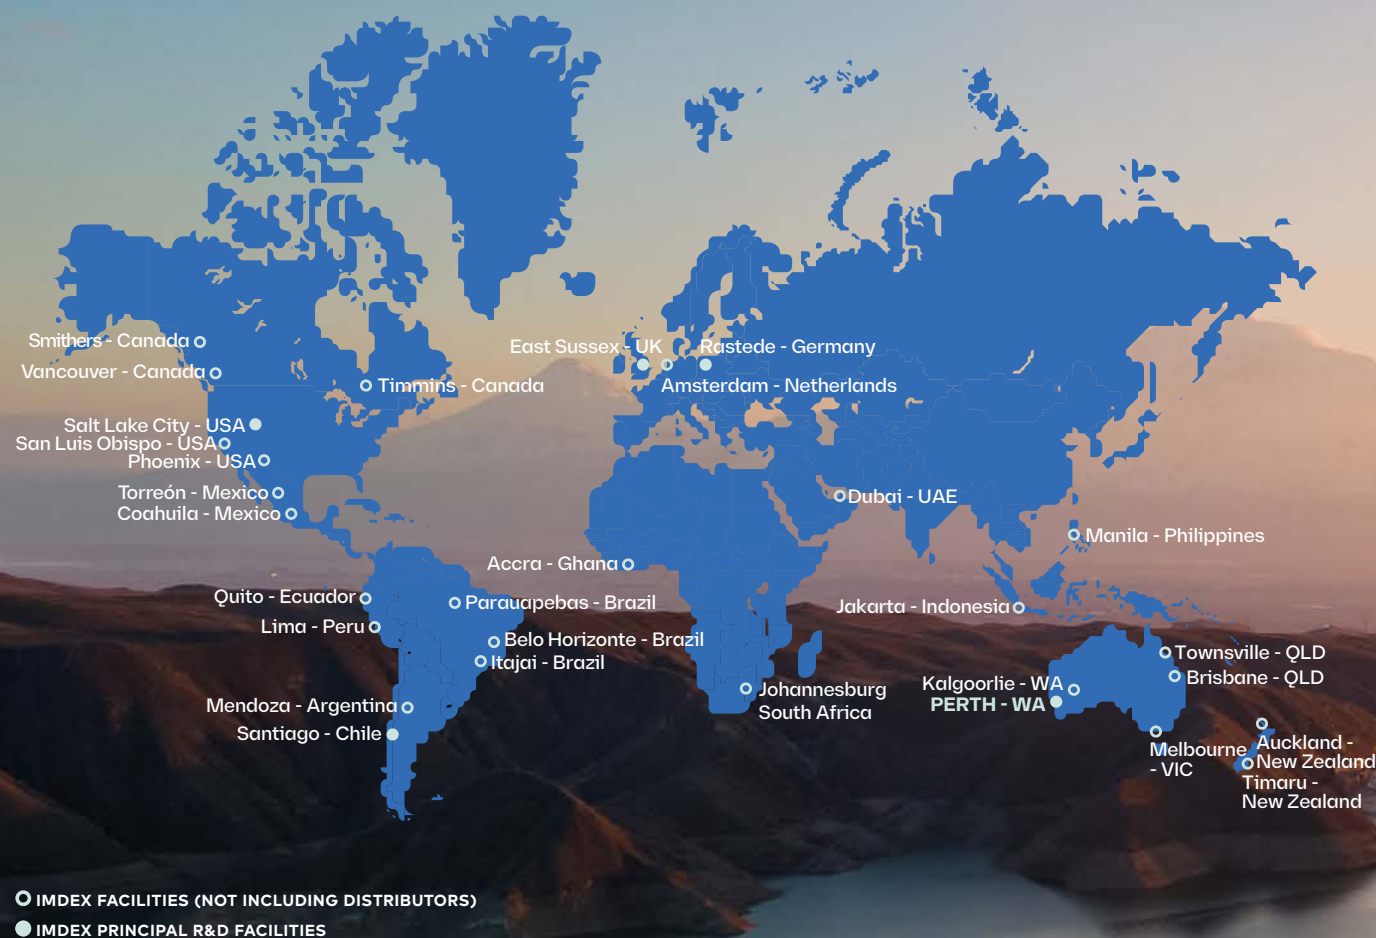 Smithers - Canada
Vancouver - Canada
Timmins - Canada
Salt Lake City - USA
San Luis Obispo - USA
Phoenix - USA
Torreón - Mexico
Coahuila - Mexico
Quito - Ecuador
Lima - Peru
Parauapebas - Brazil
Belo Horizonte - Brazil
Itajai - Brazil
Mendoza - Argentina
Santiago - Chile
East Sussex - UK
Rastede - Germany
Amsterdam - Netherlands
Accra - Ghana
Dubai - UAE
Johannesburg
South Africa
Manila - Philippines
Jakarta - Indonesia
Townsville - QLD
Brisbane - QLD
Kalgoorlie - WA
PERTH - WA
Melbourne
- VIC
Auckland -
New Zealand
Timaru -
New Zealand
IMDEX FACILITIES (NOT INCLUDING DISTRIBUTORS)
IMDEX PRINCIPAL R&D FACILITIES